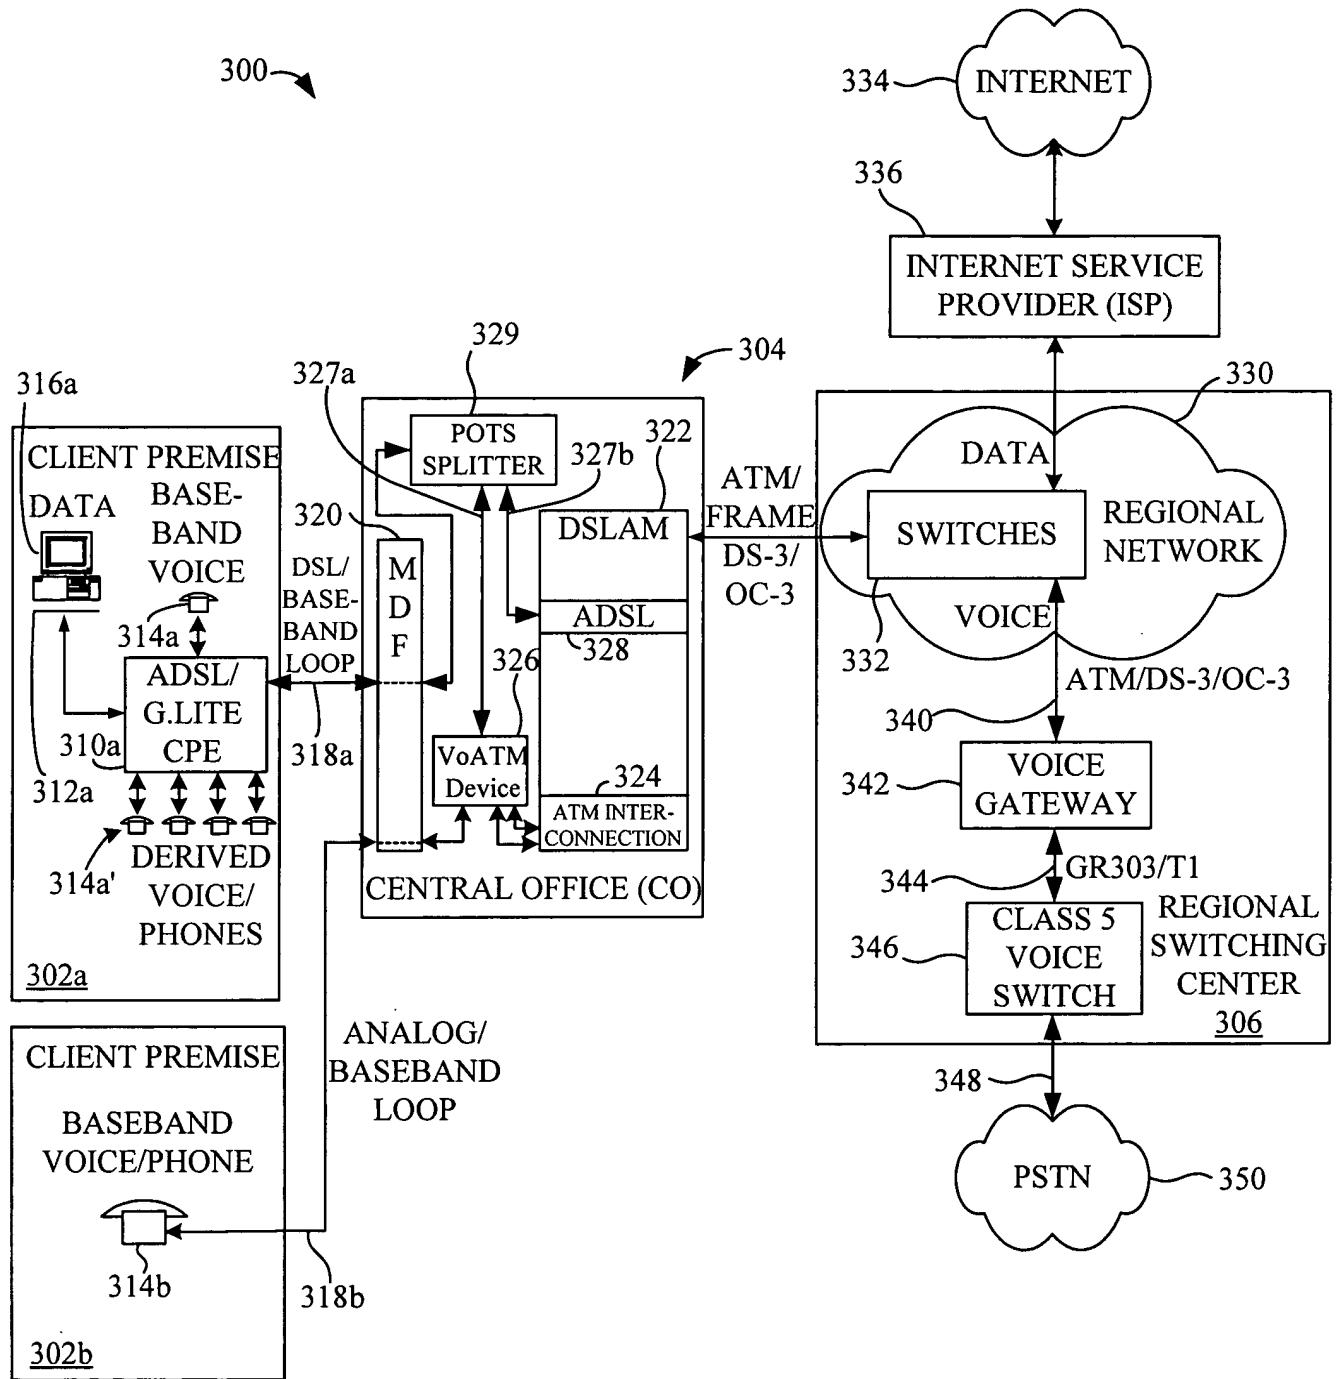 300
334
INTERNET
336
INTERNET SERVICE
PROVIDER (ISP)
329
304
327a
330
316a
POTS
SPLITTER
322
327b
CLIENT PREMISE
DATA
BASE-
BAND
VOICE
DATA
ATM/
FRAME
DS-3/
OC-3
SWITCHES
REGIONAL
NETWORK
VOICE
332
320
M
D
F
DSLAM
ADSL
328
DSL/
BASE-
BAND
LOOP
314a
326
ADSL/
G.LITE
CPE
310a
318a
312a
VoATM
Device
324
ATM INTER-
CONNECTION
340
ATM/DS-3/OC-3
342
VOICE
GATEWAY
314a'
DERIVED
VOICE/
PHONES
302a
CENTRAL OFFICE (CO)
344
GR303/T1
346
CLASS 5
VOICE
SWITCH
REGIONAL
SWITCHING
CENTER
306
CLIENT PREMISE
ANALOG/
BASEBAND
LOOP
348
BASEBAND
VOICE/PHONE
PSTN
350
314b
318b
302b